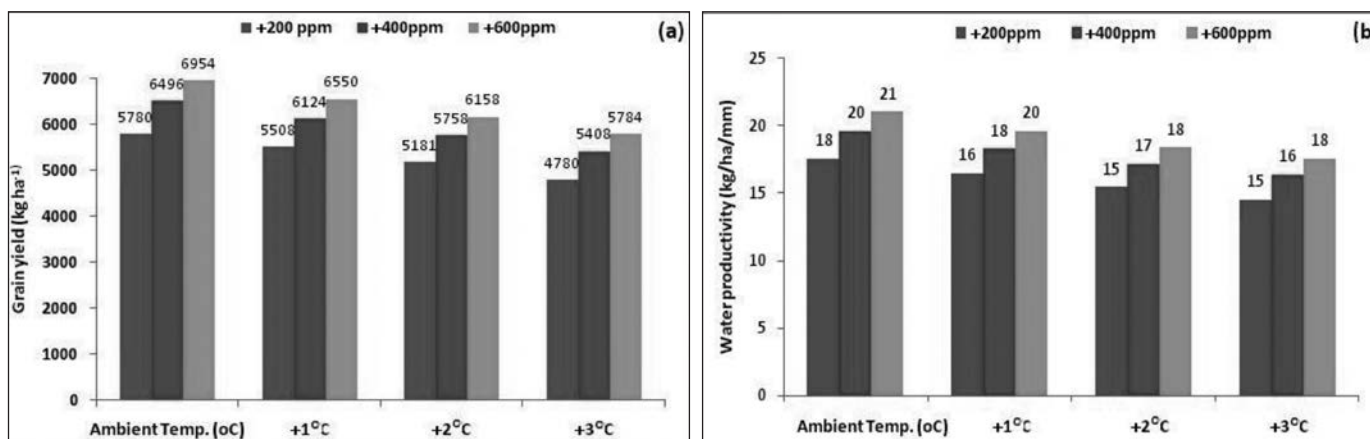 +200 ppm +400ppm +600ppm (a)
Grain yield (kg ha-1)
7000
6000
5000
4000
3000
2000
1000
0
5780 6496 6954
5508 6124 6550
5181 5758 6158
4780 5408 5784
Ambient Temp. (oC) +1°C +2°C +3°C
+200ppm +400ppm +600ppm (b
Water productivity (kg/ha/mm)
25
20
15
10
5
0
18 20 21
16 18 20
15 17 18
15 16 18
Ambient Temp. (oC) +1°C +2°C +3°C